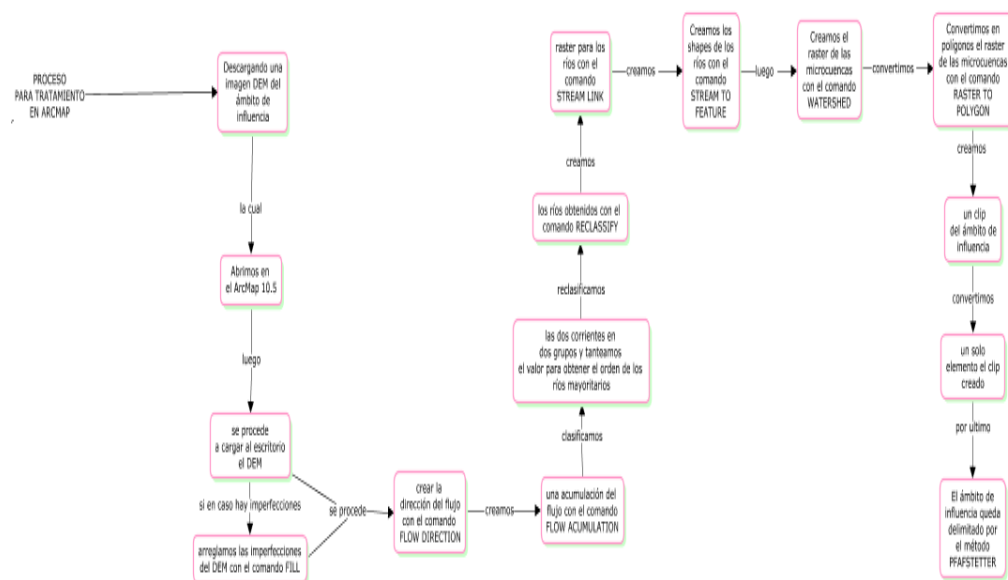 PROCESO
PARA TRATAMIENTO
EN ARCMAP
Descargando una
imagen DEM del
ámbito de
influencia
la cual
Abrimos en
el ArcMap 10.5
luego
se procede
a cargar al escritorio
el DEM
si en caso hay imperfecciones
arreglamos las imperfecciones
del DEM con el comando FILL
se procede
crear la
dirección del flujo
con el comando
FLOW DIRECTION
creamos
una acumulación del
flujo con el comando
FLOW ACUMULATION
clasificamos
las dos corrientes en
dos grupos y tanteamos
el valor para obtener el orden de los
ríos mayoritarios
reclasificamos
los ríos obtenidos con el
comando RECLASSIFY
creamos
raster para los
ríos con el
comando
STREAM LINK
creamos
Creamos los
shapes de los
ríos con el
comando
STREAM TO
FEATURE
luego
Creamos el
raster de las
microcuencas
con el comando
WATERSHED
convertimos
Convertimos en
polígonos el raster
de las microcuencas
con el comando
RASTER TO
POLYGON
creamos
un clip
del ámbito de
influencia
convertimos
un solo
elemento el clip
creado
por ultimo
El ámbito de
influencia queda
delimitado por
el método
PFAFSTETTER